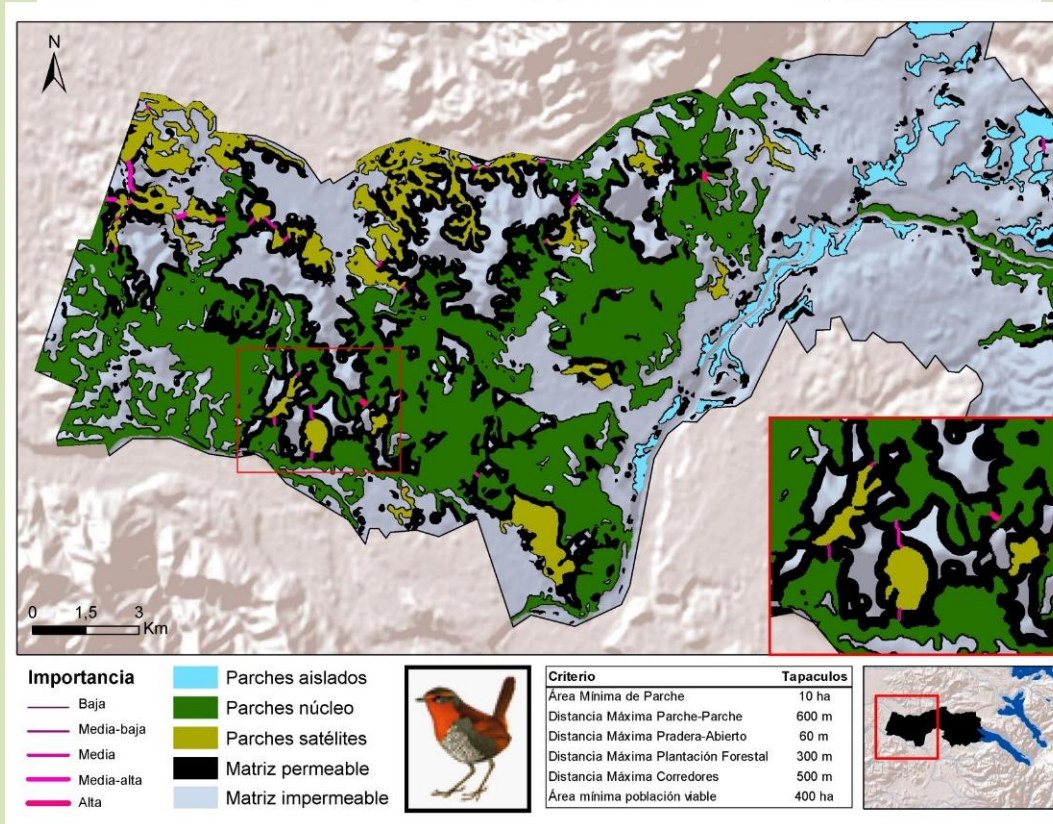 N
0 1,5 3
Km
Importancia
Baja
Media-baja
Media
Media-alta
Alta
Parches aislados
Parches núcleo
Parches satélites
Matriz permeable
Matriz impermeable
Criterio Tapaculos
Área Mínima de Parche 10 ha
Distancia Máxima Parche-Parche 600 m
Distancia Máxima Pradera-Abierto 60 m
Distancia Máxima Plantación Forestal 300 m
Distancia Máxima Corredores 500 m
Área mínima población viable 400 ha